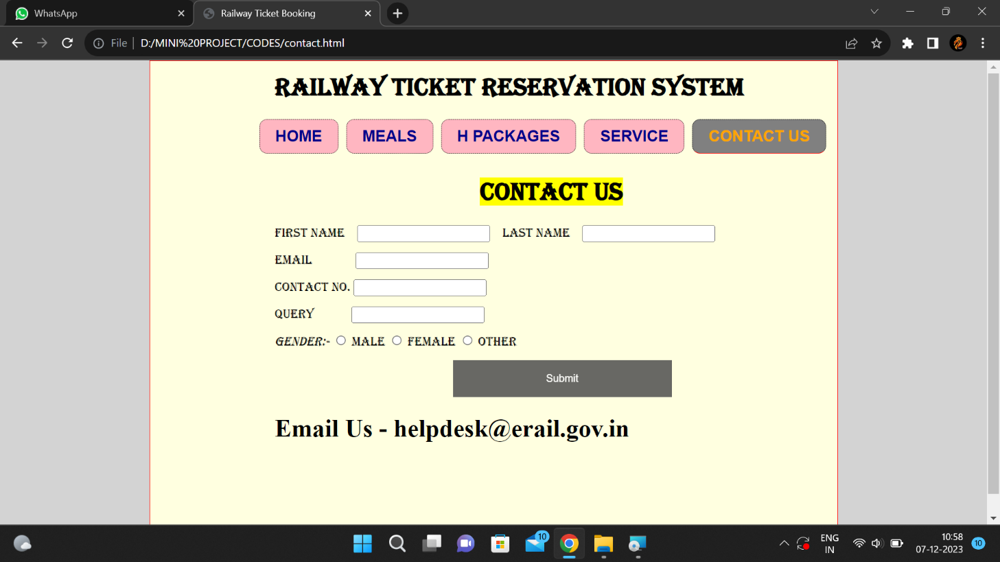 WhatsApp
Railway Ticket Booking
File
D:/MINI%20PROJECT/CODES/contact.html
RAILWAY TICKET RESERVATION SYSTEM
HOME MEALS H PACKAGES SERVICE CONTACT US
CONTACT US
FIRST NAME LAST NAME
EMAIL
CONTACT NO.
QUERY
GENDER:- MALE FEMALE OTHER
Submit
Email Us - helpdesk@erail.gov.in
10
ENG
IN
10:58
07-12-2023
10